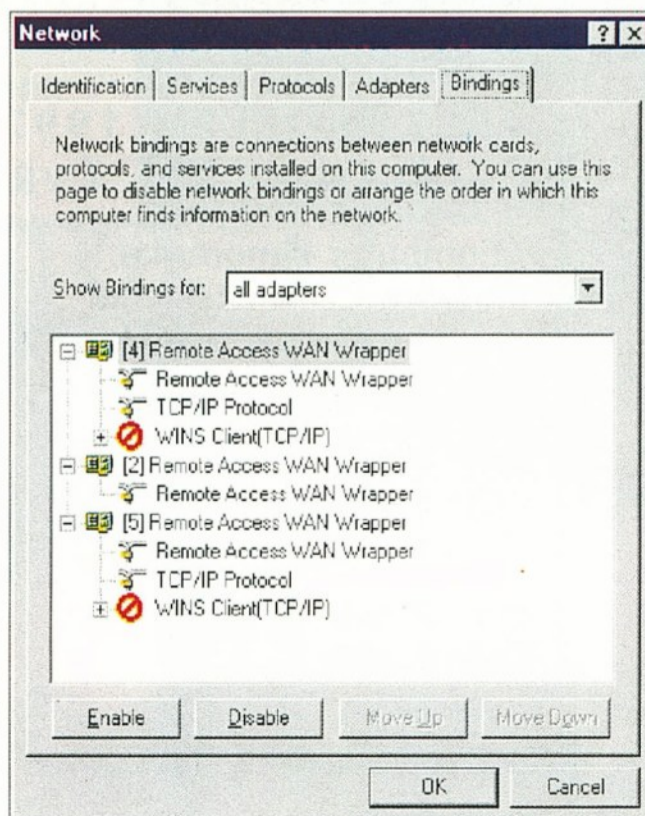 Network
Identification Services Protocols Adapters Bindings
Network bindings are connections between network cards,
protocols, and services installed on this computer. You can use this
page to disable network bindings or arrange the order in which this
computer finds information on the network.
Show Bindings for: all adapters
[4] Remote Access WAN Wrapper
Remote Access WAN Wrapper
TCP/IP Protocol
WINS Client(TCP/IP)
[2] Remote Access WAN Wrapper
Remote Access WAN Wrapper
[5] Remote Access WAN Wrapper
Remote Access WAN Wrapper
TCP/IP Protocol
WINS Client(TCP/IP)
Enable Disable Move Up Move Down
OK Cancel